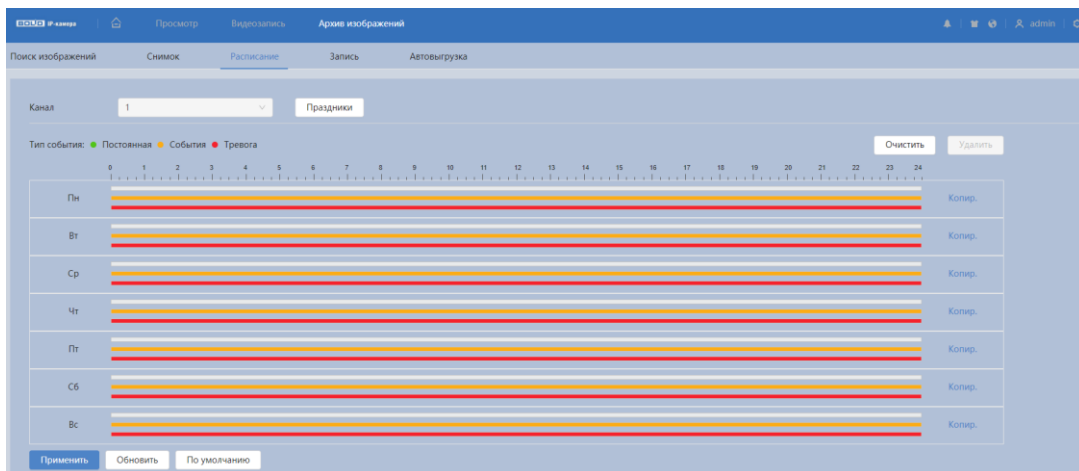 BOLID IP-камера Просмотр Видеозапись Архив изображений admin
Поиск изображений Снимок Расписание Запись Автовыгрузка
Канал 1 Праздники
Тип события: Постоянная События Тревога Очистить Удалить
0 1 2 3 4 5 6 7 8 9 10 11 12 13 14 15 16 17 18 19 20 21 22 23 24
Пн Копир.
Вт Копир.
Ср Копир.
Чт Копир.
Пт Копир.
Сб Копир.
Вс Копир.
Применить Обновить По умолчанию